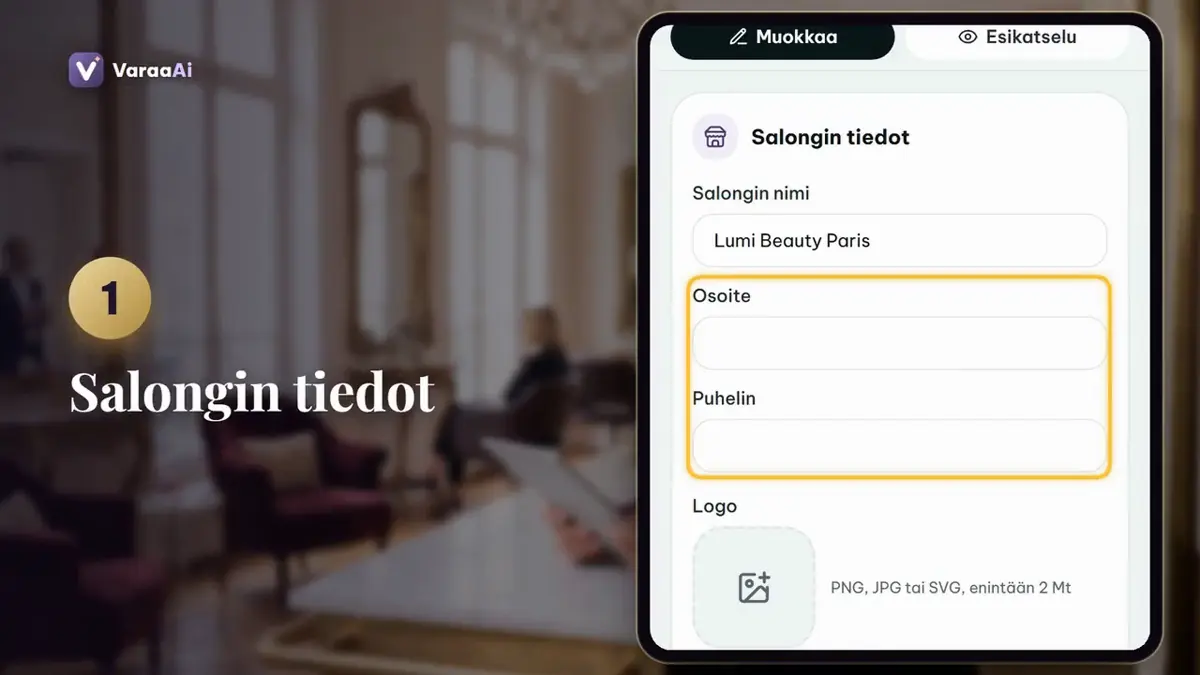 VaraaAi
1
Salongin tiedot
Muokkaa
Esikatselu
Salongin tiedot
Salongin nimi
Lumi Beauty Paris
Osoite
Puhelin
Logo
PNG, JPG tai SVG, enintään 2 Mt